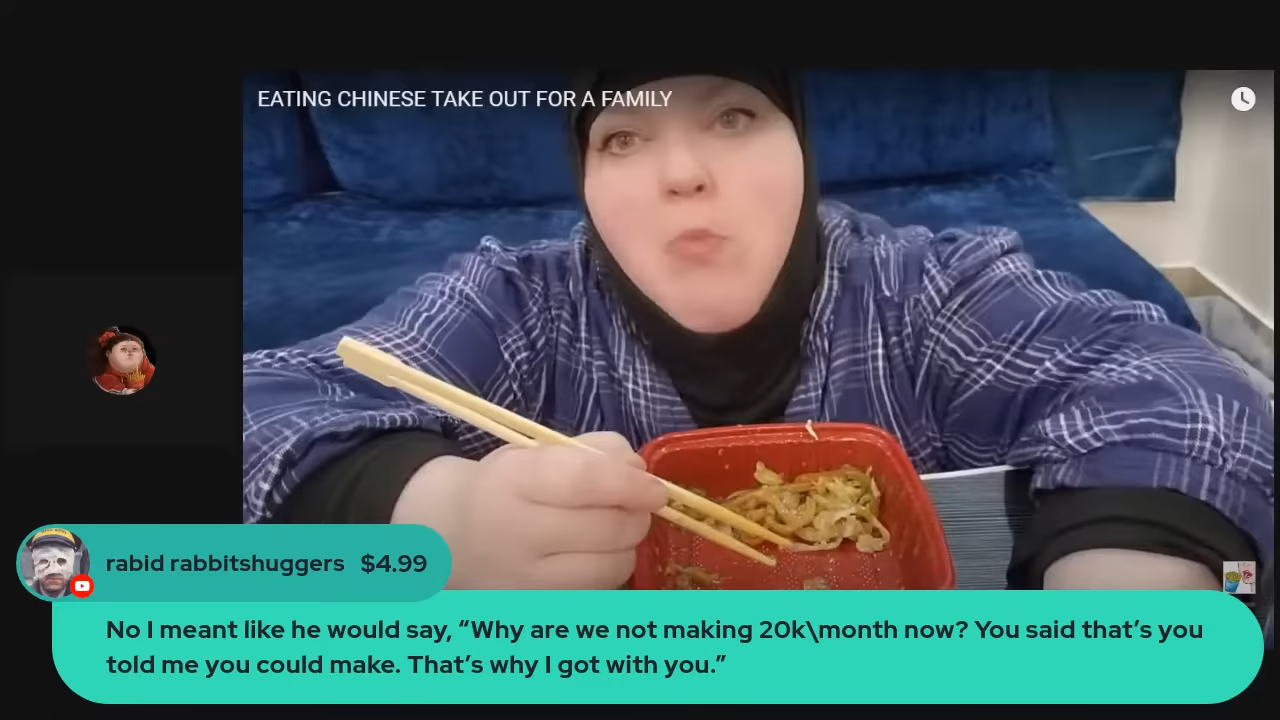 EATING CHINESE TAKE OUT FOR A FAMILY
rabid rabbitshuggers $4.99
No I meant like he would say, “Why are we not making 20k\month now? You said that’s you
told me you could make. That’s why I got with you.”